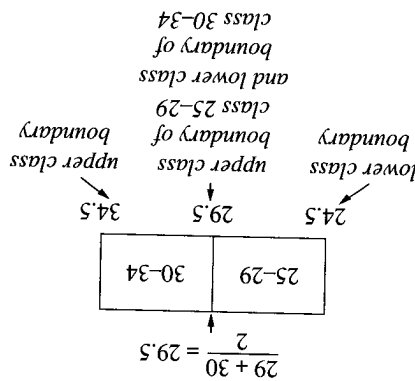 29 + 30
2
= 29.5
25–29 30–34
24.5 29.5 34.5
lower class
boundary
upper class
boundary of
class 25–29
and lower class
boundary of
class 30–34
upper class
boundary